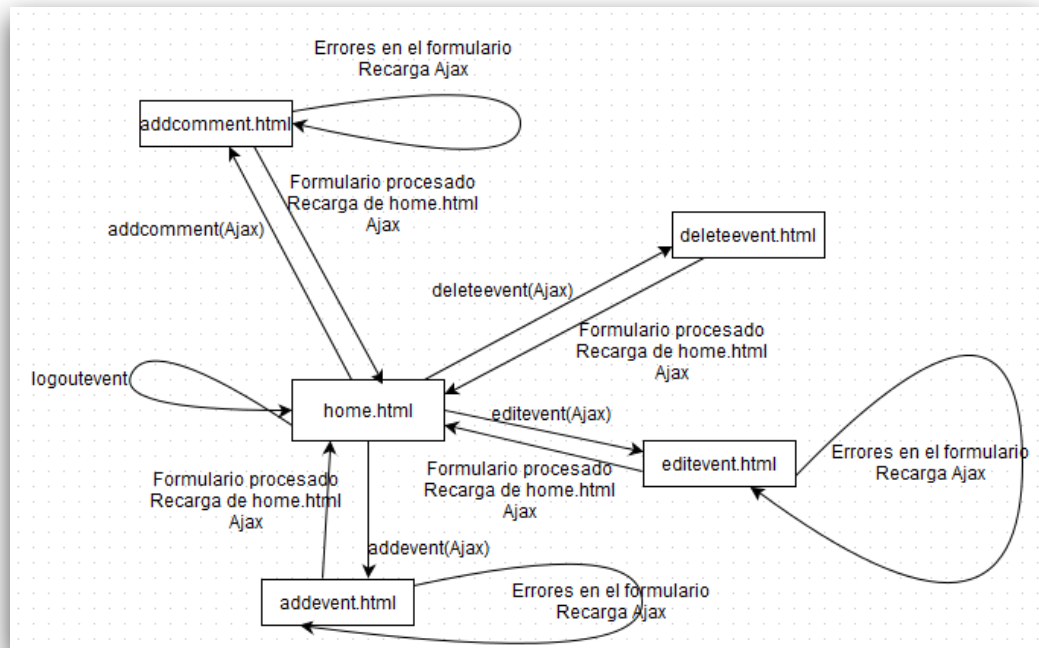 Errores en el formulario
Recarga Ajax
addcomment.html
Formulario procesado
Recarga de home.html
Ajax
addcomment(Ajax)
deleteevent.html
deleteevent(Ajax)
Formulario procesado
Recarga de home.html
Ajax
logoutevent
home.html
editevent(Ajax)
editevent.html
Errores en el formulario
Recarga Ajax
Formulario procesado
Recarga de home.html
Ajax
Formulario procesado
Recarga de home.html
Ajax
addevent(Ajax)
addevent.html
Errores en el formulario
Recarga Ajax